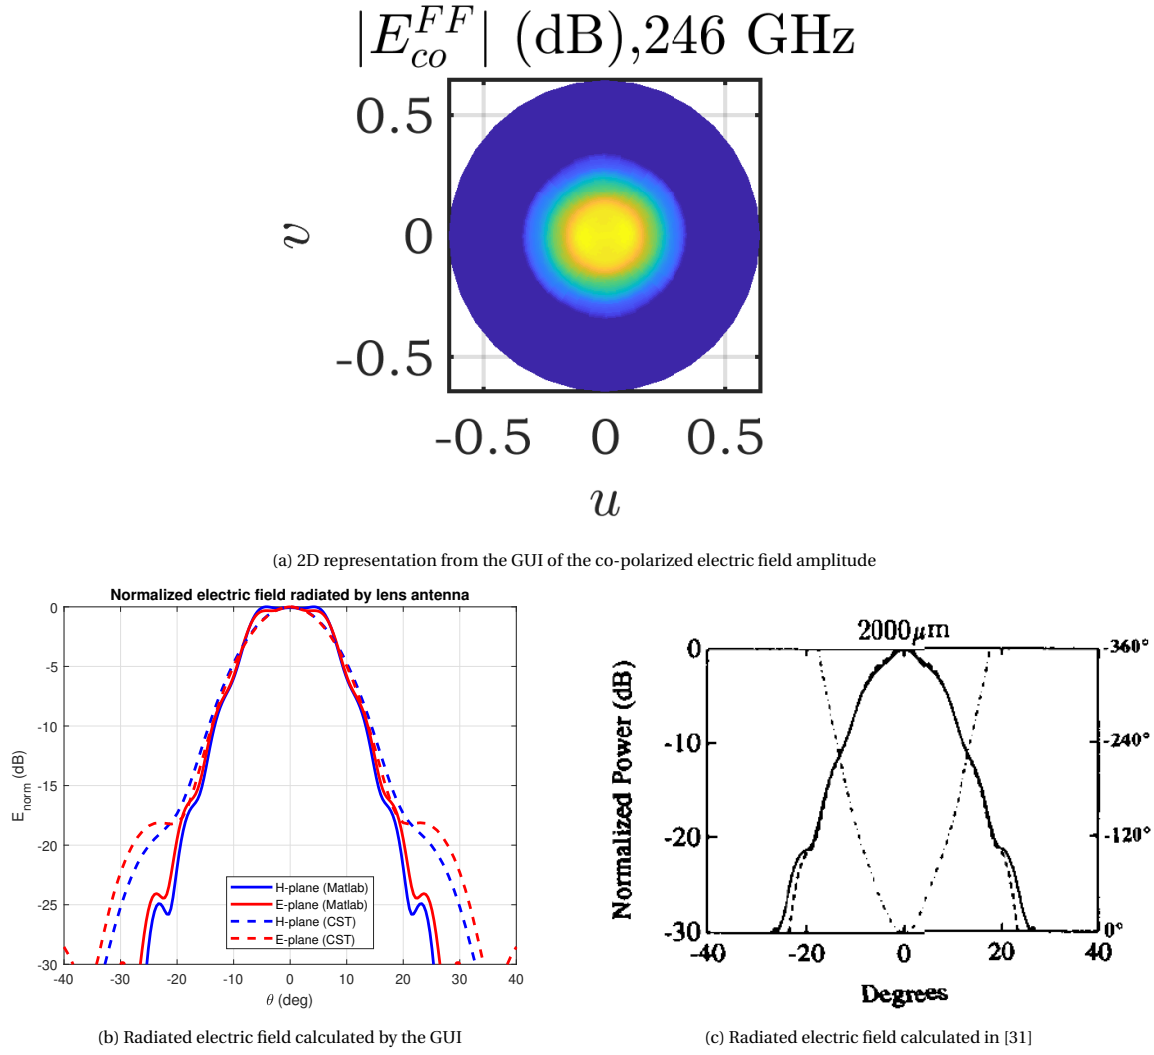 |E_{co}^{FF}| (dB),246 GHz
0.5
0
-0.5
v
-0.5 0 0.5
u
(a) 2D representation from the GUI of the co-polarized electric field amplitude
Normalized electric field radiated by lens antenna
0
-5
-10
-15
-20
-25
-30
E_{norm} (dB)
H-plane (Matlab)
E-plane (Matlab)
H-plane (CST)
E-plane (CST)
-40 -30 -20 -10 0 10 20 30 40
θ (deg)
(b) Radiated electric field calculated by the GUI
2000μm
0
-10
-20
-30
Normalized Power (dB)
-360°
-240°
-120°
0°
-40 -20 0 20 40
Degrees
(c) Radiated electric field calculated in [31]